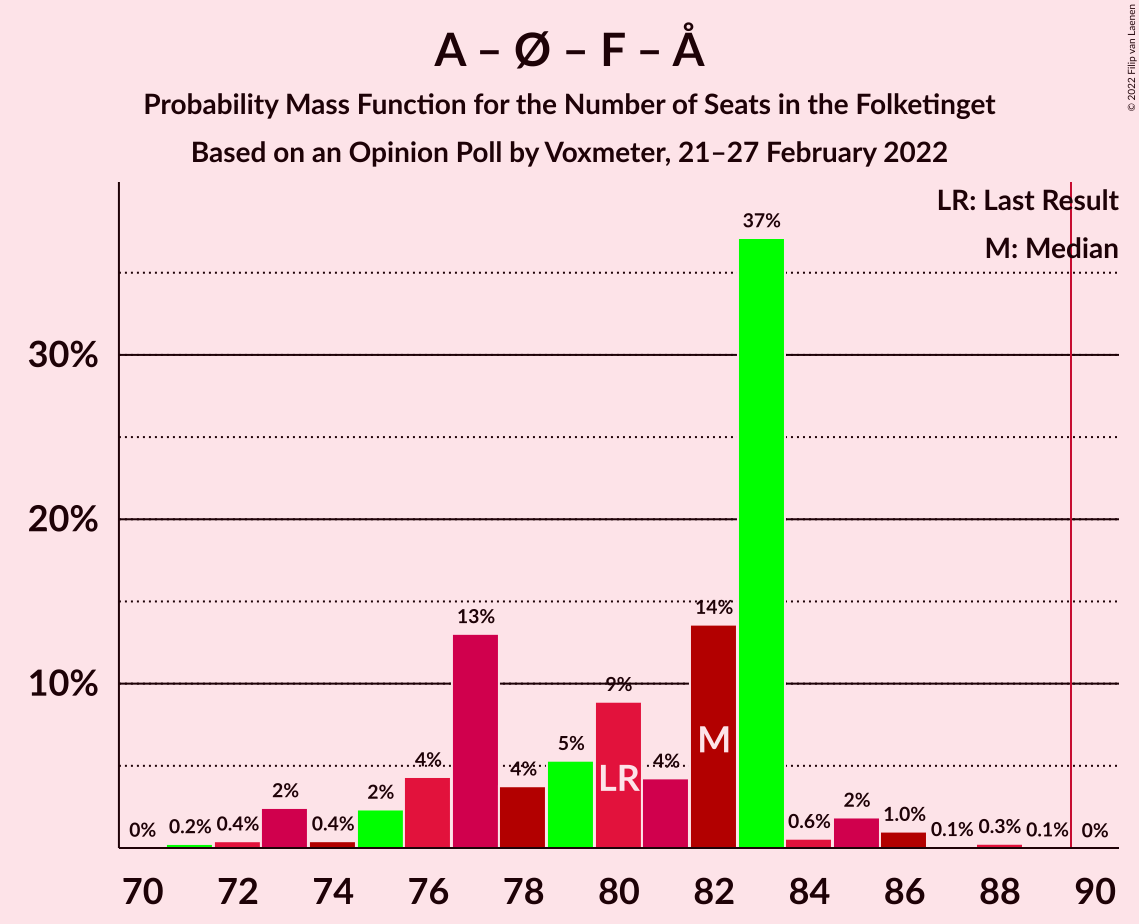 A – Ø – F – Å
Probability Mass Function for the Number of Seats in the Folketinget
Based on an Opinion Poll by Voxmeter, 21–27 February 2022
© 2022 Filip van Laenen
LR: Last Result
M: Median
30%
20%
10%
0%
0.2%
0.4%
2%
0.4%
2%
4%
13%
4%
5%
9%
4%
14%
37%
0.6%
2%
1.0%
0.1%
0.3%
0.1%
0%
LR
M
70 72 74 76 78 80 82 84 86 88 90